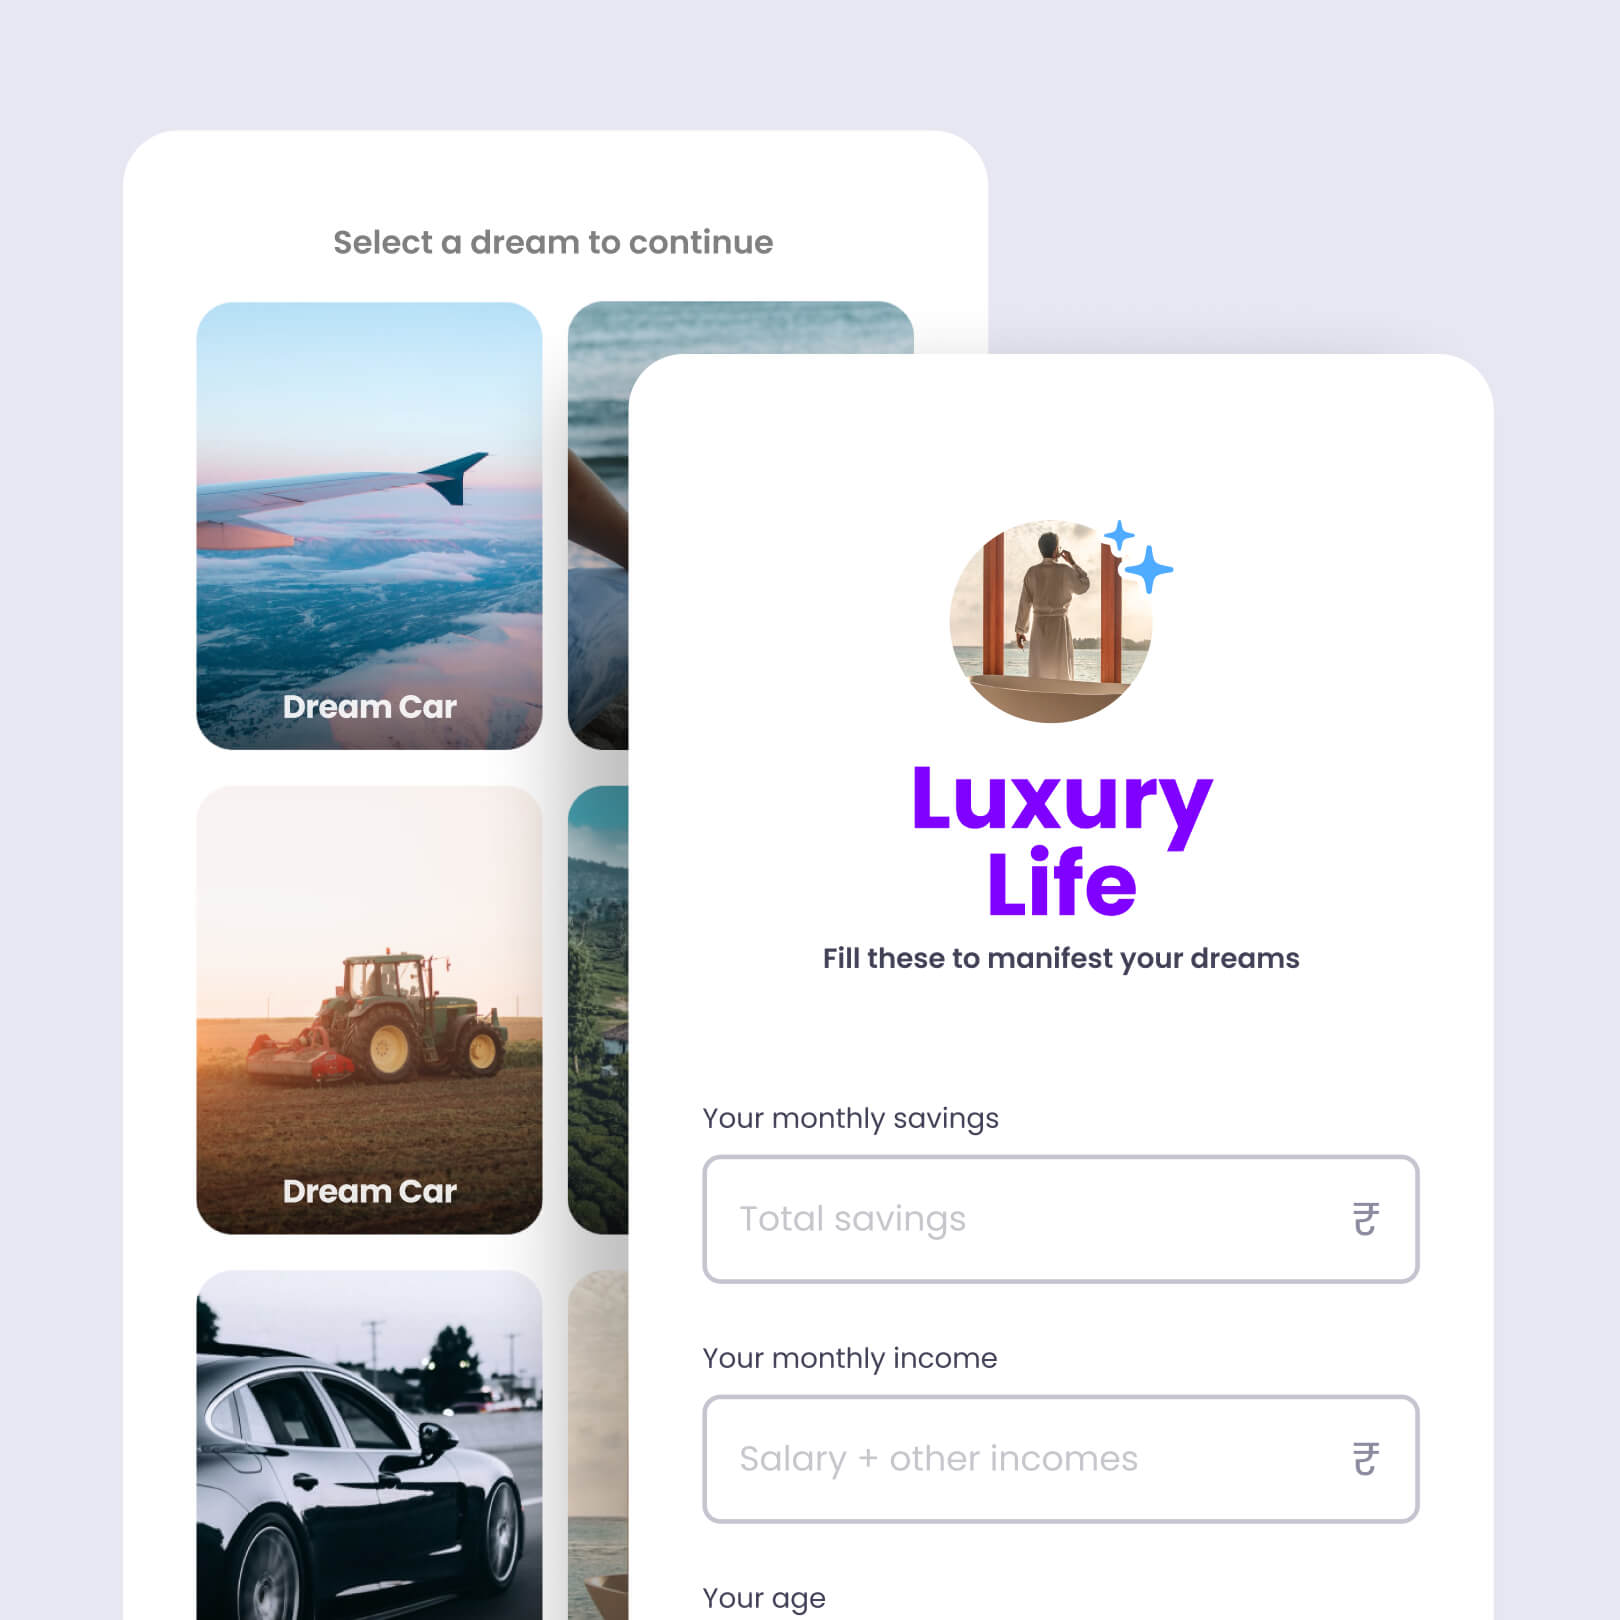 Select a dream to continue
Dream Car
Dream Car
Luxury
Life
Fill these to manifest your dreams
Your monthly savings
Total savings ₹
Your monthly income
Salary + other incomes ₹
Your age